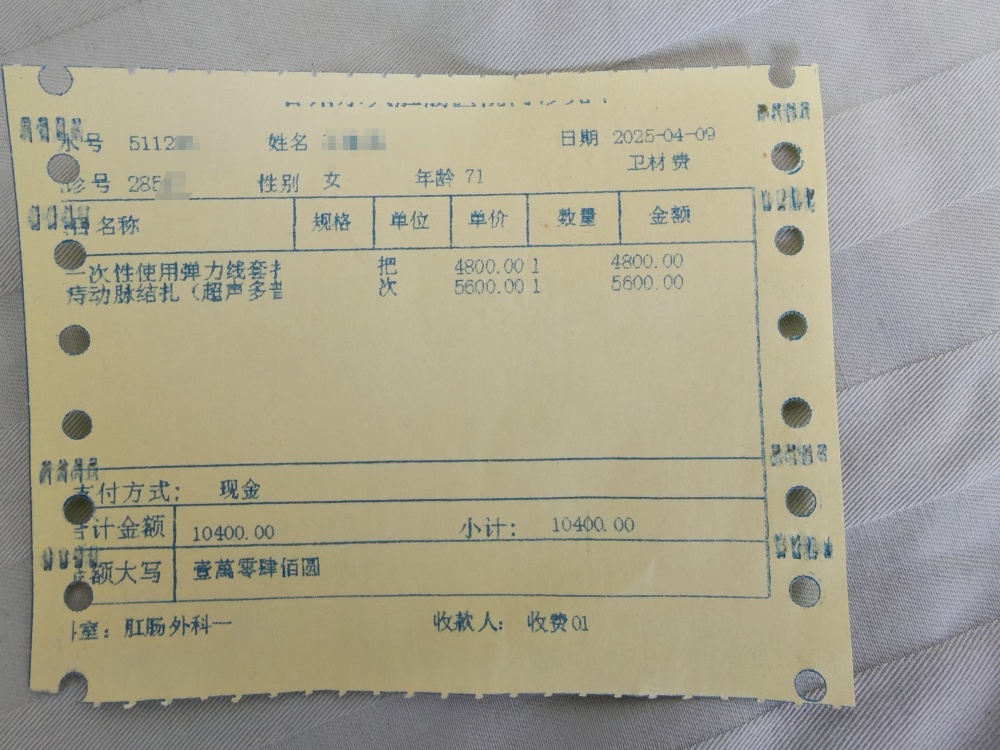 水号 5112 姓名 日期 2025-04-09
卫材费
诊号 285 性别 女 年龄 71
名称 规格 单位 单价 数量 金额
一次性使用弹力线套扎 把 4800.00 1 4800.00
痔动脉结扎（超声多普 次 5600.00 1 5600.00
支付方式： 现金
合计金额 10400.00 小计： 10400.00
金额大写 壹萬零肆佰圆
室：肛肠外科一 收款人： 收费01